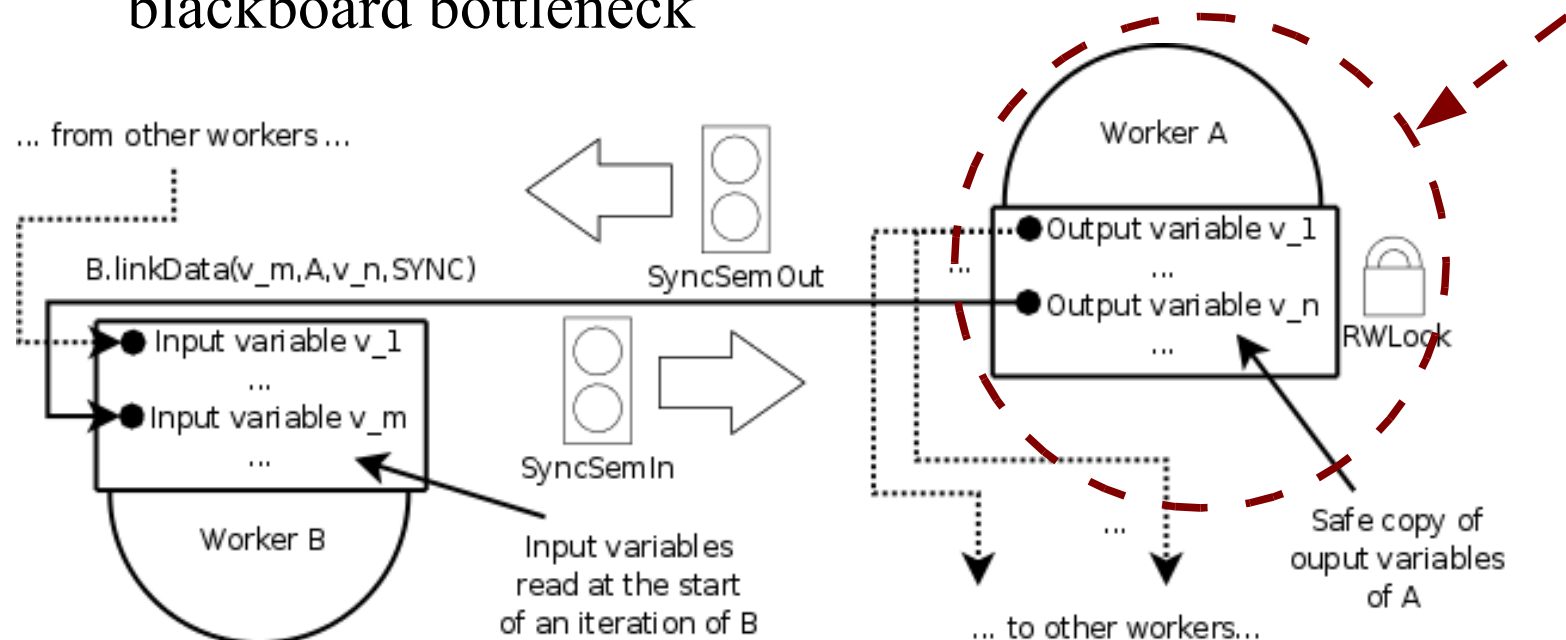 blackboard bottleneck
... from other workers ...
Worker A
B.linkData(v_m,A,v_n,SYNC)
SyncSemOut
Output variable v_1
...
...
Output variable v_n
...
RWLock
Input variable v_1
...
Input variable v_m
...
SyncSemIn
Worker B
Input variables
read at the start
of an iteration of B
...
Safe copy of
ouput variables
of A
... to other workers...